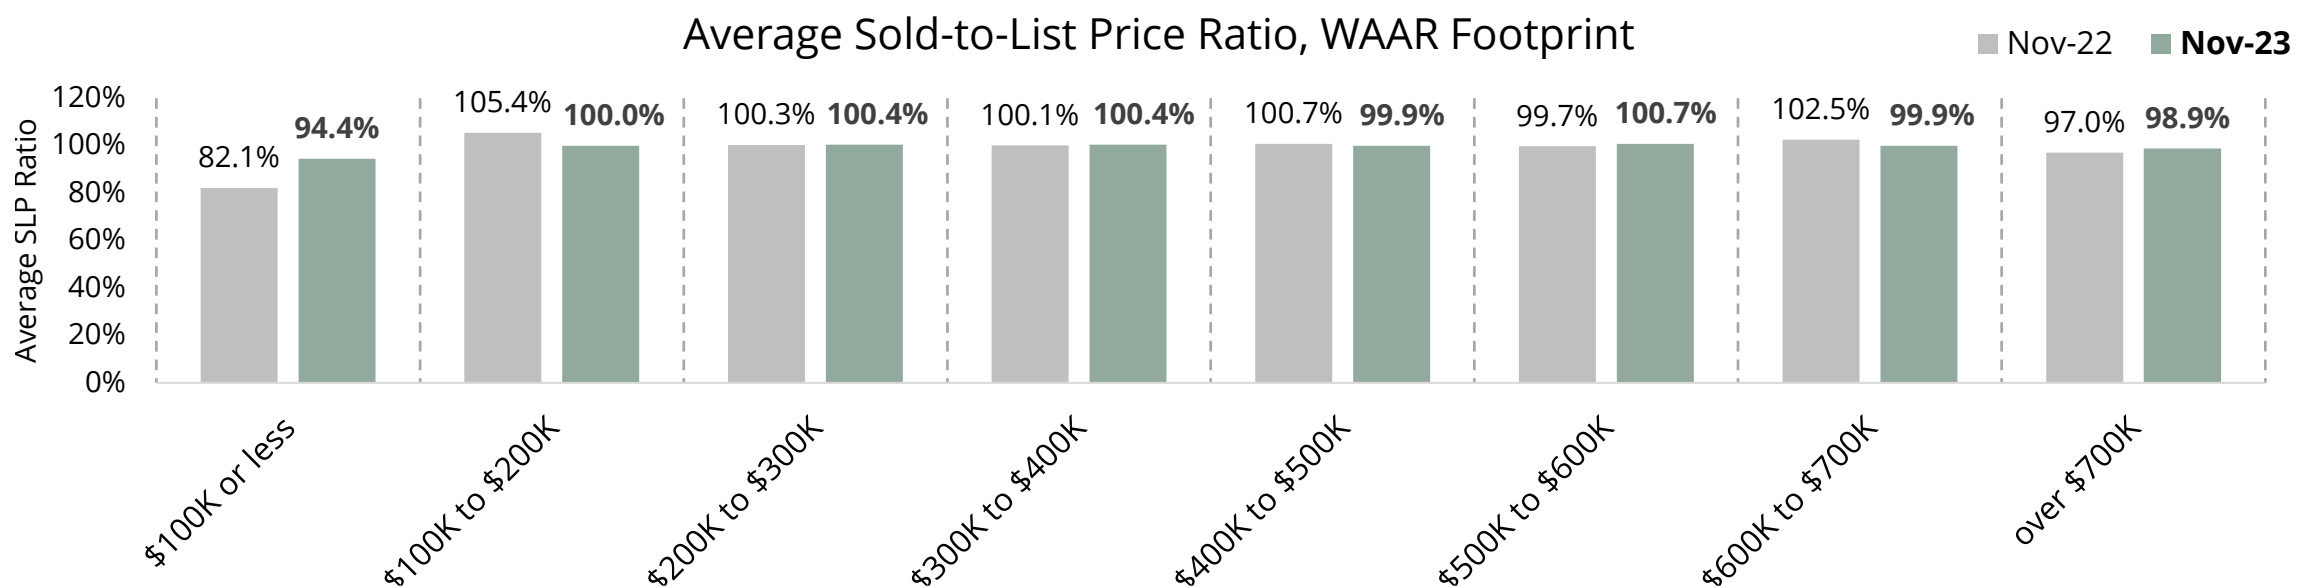 Average Sold-to-List Price Ratio, WAAR Footprint
Nov-22
Nov-23
Average SLP Ratio
120%
100%
80%
60%
40%
20%
0%
82.1%
94.4%
105.4%
100.0%
100.3%
100.4%
100.1%
100.4%
100.7%
99.9%
99.7%
100.7%
102.5%
99.9%
97.0%
98.9%
$100K or less
$100K to $200K
$200K to $300K
$300K to $400K
$400K to $500K
$500K to $600K
$600K to $700K
over $700K